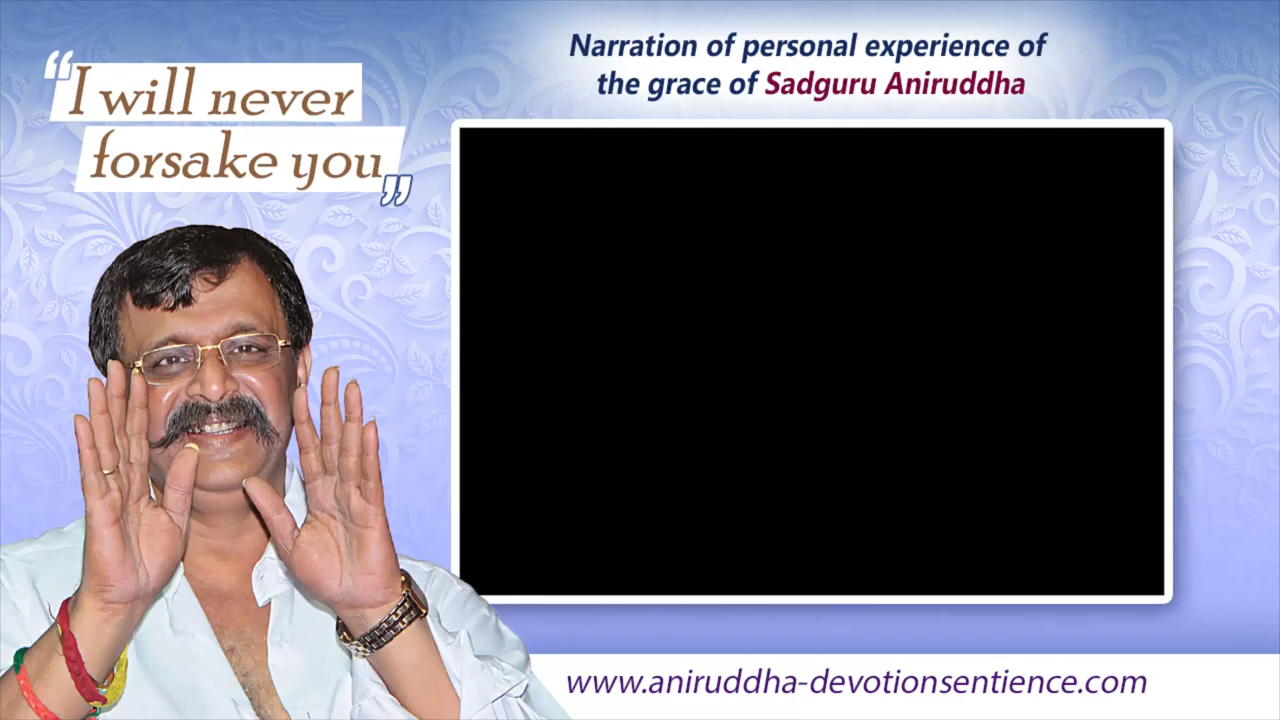 “I will never
forsake you”
Narration of personal experience of
the grace of Sadguru Aniruddha
www.aniruddha-devotionsentience.com